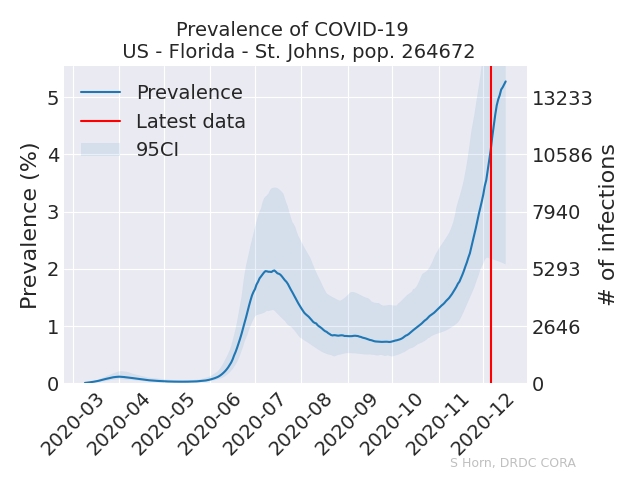 Prevalence of COVID-19
US - Florida - St. Johns, pop. 264672
Prevalence
Latest data
95CI
Prevalence (%)
5
4
3
2
1
0
13233
10586
7940
5293
2646
0
# of infections
2020-03
2020-04
2020-05
2020-06
2020-07
2020-08
2020-09
2020-10
2020-11
2020-12
S Horn, DRDC CORA